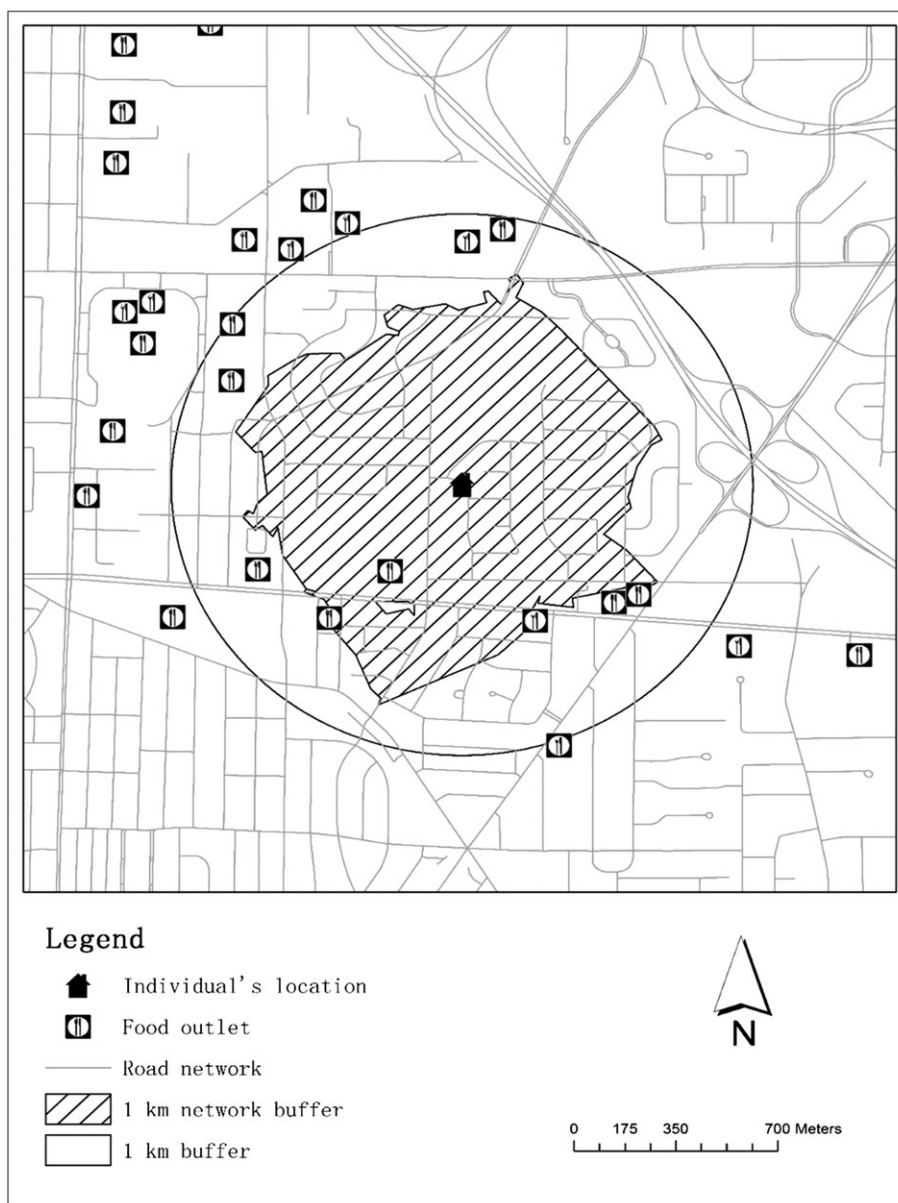 Legend
Individual's location
Food outlet
Road network
1 km network buffer
1 km buffer
N
0 175 350 700 Meters